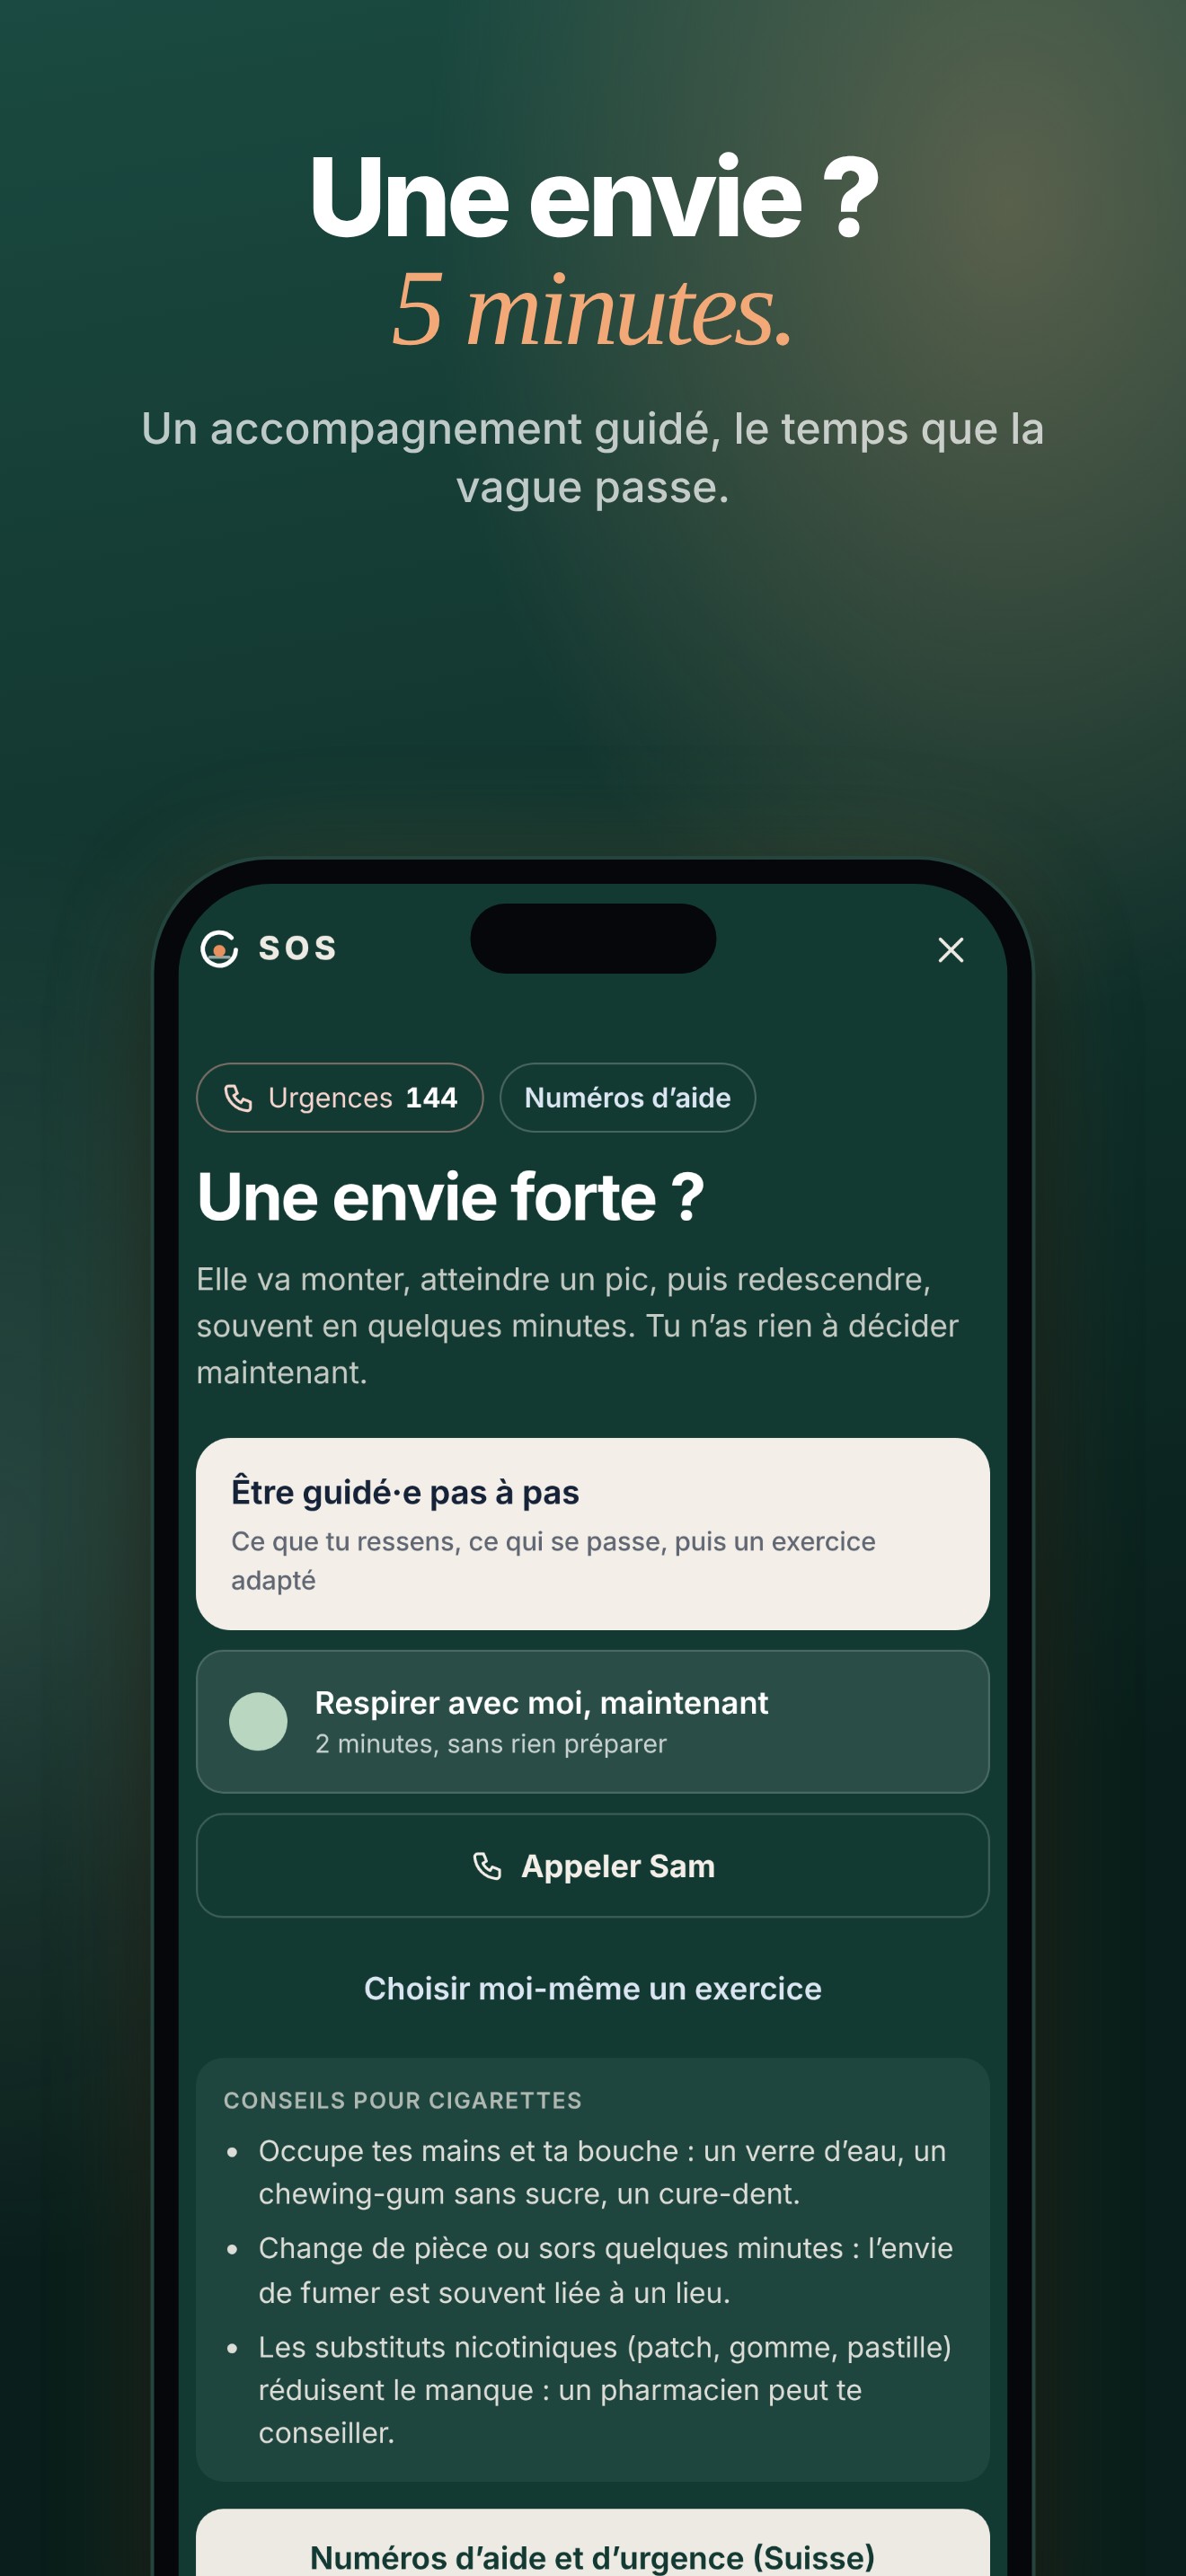 Une envie ?
5 minutes.
Un accompagnement guidé, le temps que la
vague passe.
SOS
Urgences 144
Numéros d’aide
Une envie forte ?
Elle va monter, atteindre un pic, puis redescendre,
souvent en quelques minutes. Tu n’as rien à décider
maintenant.
Être guidé·e pas à pas
Ce que tu ressens, ce qui se passe, puis un exercice
adapté
Respirer avec moi, maintenant
2 minutes, sans rien préparer
Appeler Sam
Choisir moi-même un exercice
CONSEILS POUR CIGARETTES
• Occupe tes mains et ta bouche : un verre d’eau, un
chewing-gum sans sucre, un cure-dent.
• Change de pièce ou sors quelques minutes : l’envie
de fumer est souvent liée à un lieu.
• Les substituts nicotiniques (patch, gomme, pastille)
réduisent le manque : un pharmacien peut te
conseiller.
Numéros d’aide et d’urgence (Suisse)